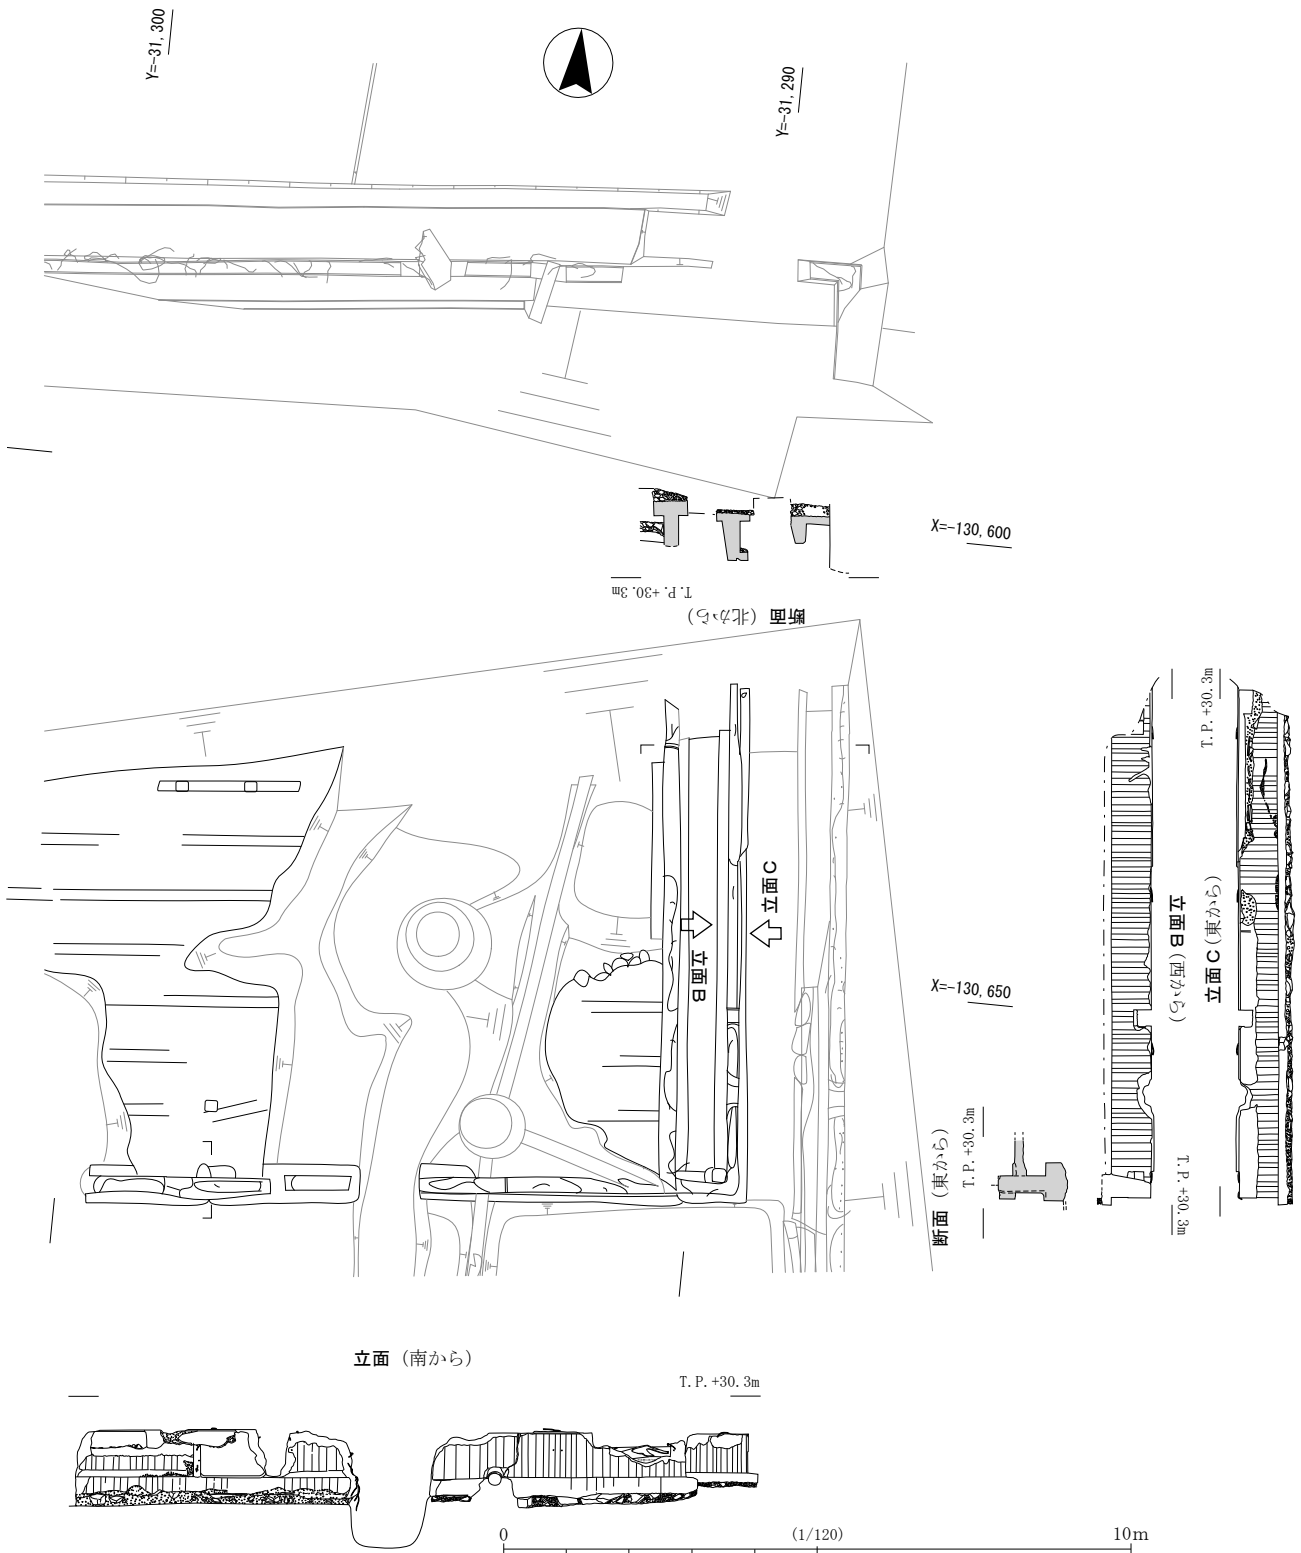 Y=-31,300
Y=-31,290
X=-130,600
T.P.+30.3m
断面（北から）
T.P.+30.3m
立面C
立面B
立面B（西から）
立面C（東から）
X=-130,650
T.P.+30.3m
断面（東から）
T.P.+30.3m
立面（南から）
T.P.+30.3m
0 (1/120) 10m